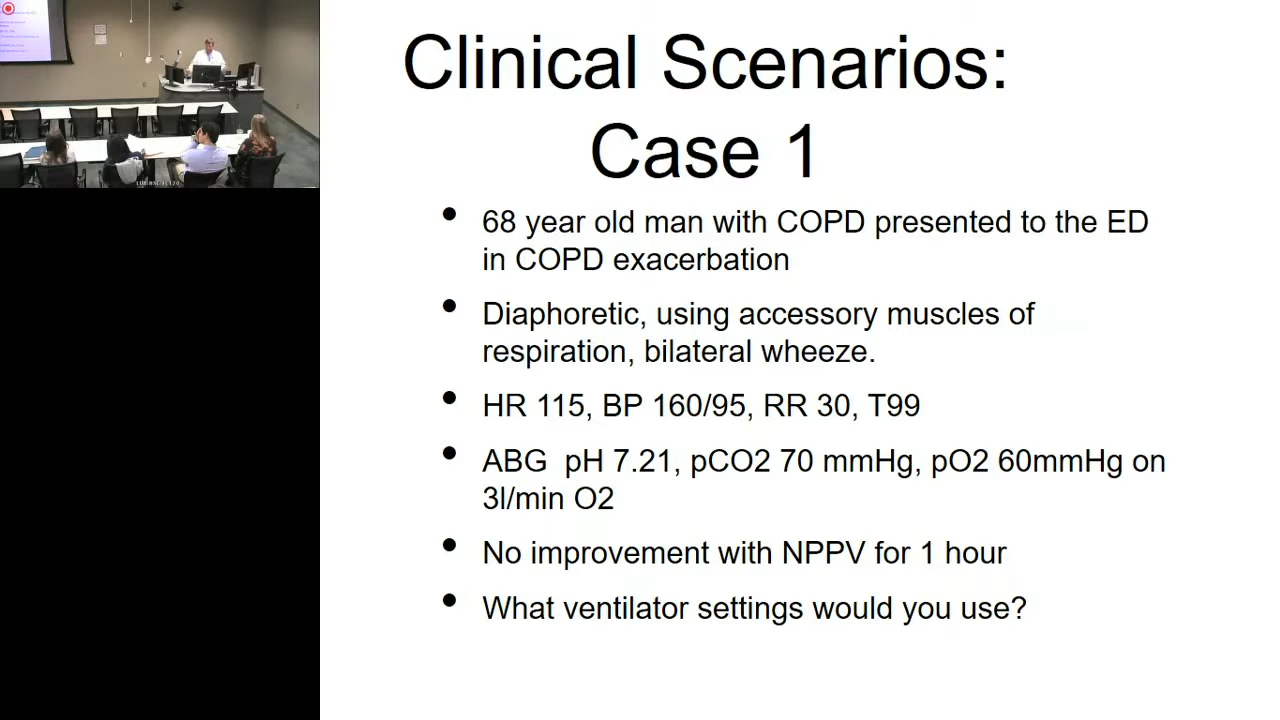 Clinical Scenarios:
Case 1
• 68 year old man with COPD presented to the ED
in COPD exacerbation
• Diaphoretic, using accessory muscles of
respiration, bilateral wheeze.
• HR 115, BP 160/95, RR 30, T99
• ABG  pH 7.21, pCO2 70 mmHg, pO2 60mmHg on
3l/min O2
• No improvement with NPPV for 1 hour
• What ventilator settings would you use?